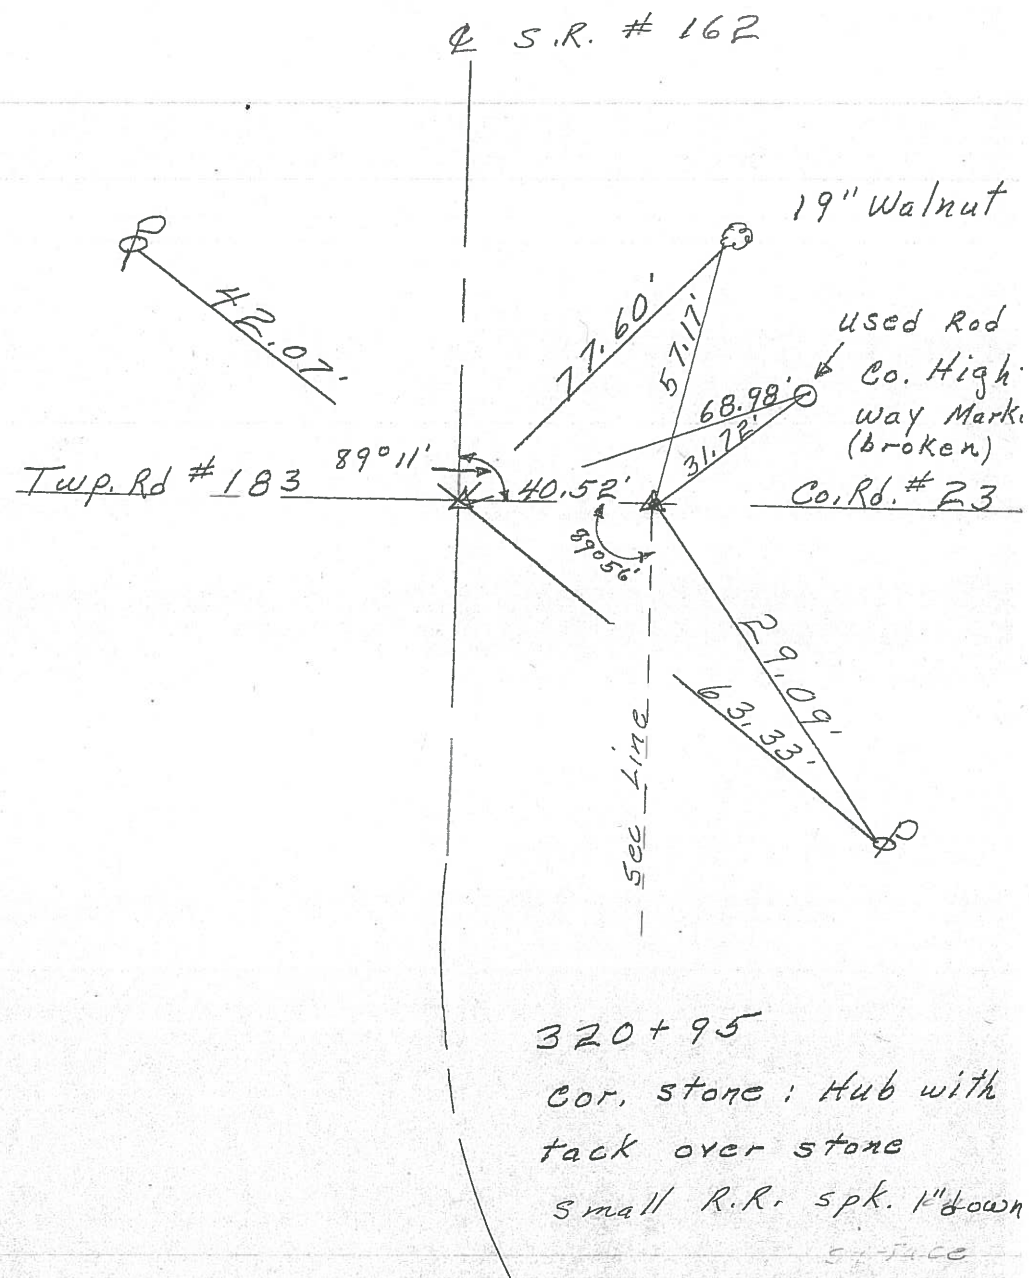 ℄ S.R. # 162
19" Walnut
42.07'
77.60'
57.17'
used Rod
Co. High-
way Mark
(broken)
68.98'
31.72'
89°11'
Twp. Rd # 183
40.52'
Co. Rd. # 23
89°56'
29.09'
63.33'
Sec Line
320 + 95
Cor. stone : Hub with
tack over stone
small R.R. spk. 1" down
surface